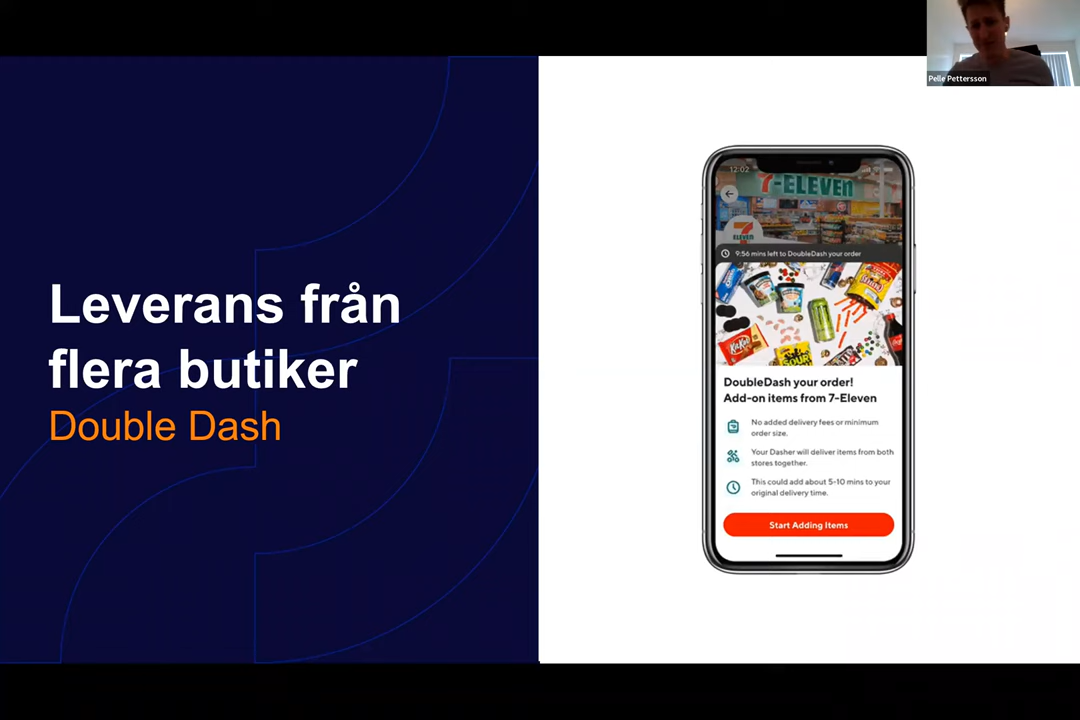 Pelle Pettersson
Leverans från
flera butiker
Double Dash
12:02
7-ELEVEN
ELEVEN
9:56 mins left to DoubleDash your order
DoubleDash your order!
Add-on items from 7-Eleven
No added delivery fees or minimum
order size.
Your Dasher will deliver items from both
stores together.
This could add about 5-10 mins to your
original delivery time.
Start Adding Items